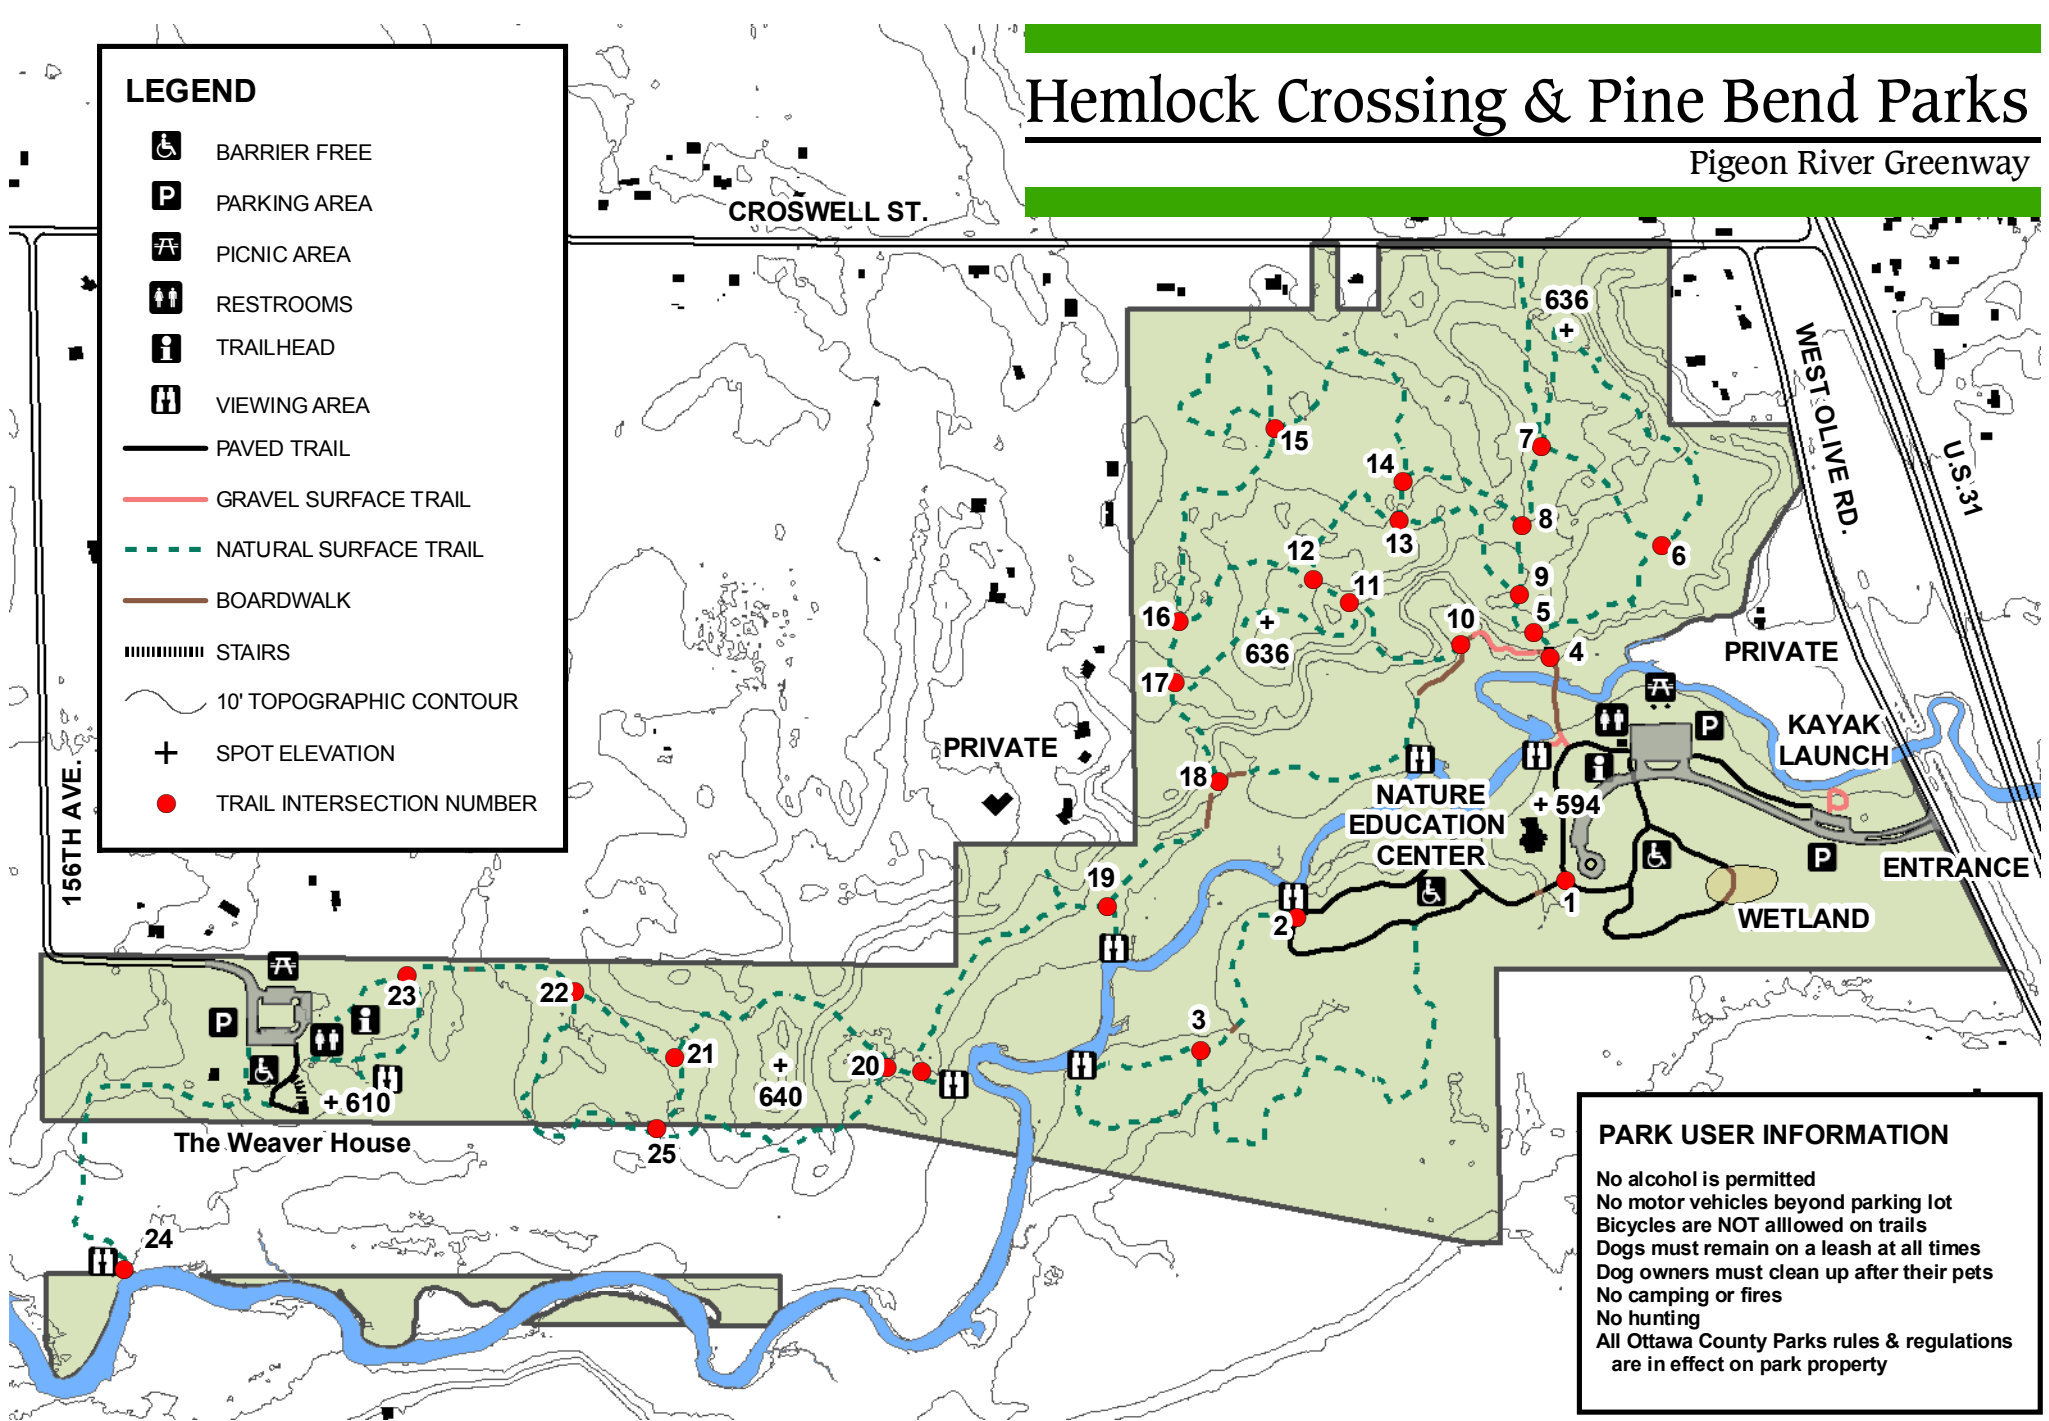 Hemlock Crossing & Pine Bend Parks
Pigeon River Greenway
LEGEND
BARRIER FREE
P
PARKING AREA
PICNIC AREA
RESTROOMS
TRAILHEAD
VIEWING AREA
PAVED TRAIL
GRAVEL SURFACE TRAIL
NATURAL SURFACE TRAIL
BOARDWALK
STAIRS
10' TOPOGRAPHIC CONTOUR
SPOT ELEVATION
TRAIL INTERSECTION NUMBER
CROSWELL ST.
156TH AVE.
WEST OLIVE RD.
U.S.31
636
15
7
14
8
13
6
12
11
9
5
10
4
16
636
17
PRIVATE
PRIVATE
KAYAK
LAUNCH
P
18
NATURE
EDUCATION
CENTER
+ 594
P
ENTRANCE
19
1
2
WETLAND
23
22
P
3
21
20
640
+ 610
The Weaver House
25
24
PARK USER INFORMATION
No alcohol is permitted
No motor vehicles beyond parking lot
Bicycles are NOT alllowed on trails
Dogs must remain on a leash at all times
Dog owners must clean up after their pets
No camping or fires
No hunting
All Ottawa County Parks rules & regulations
are in effect on park property